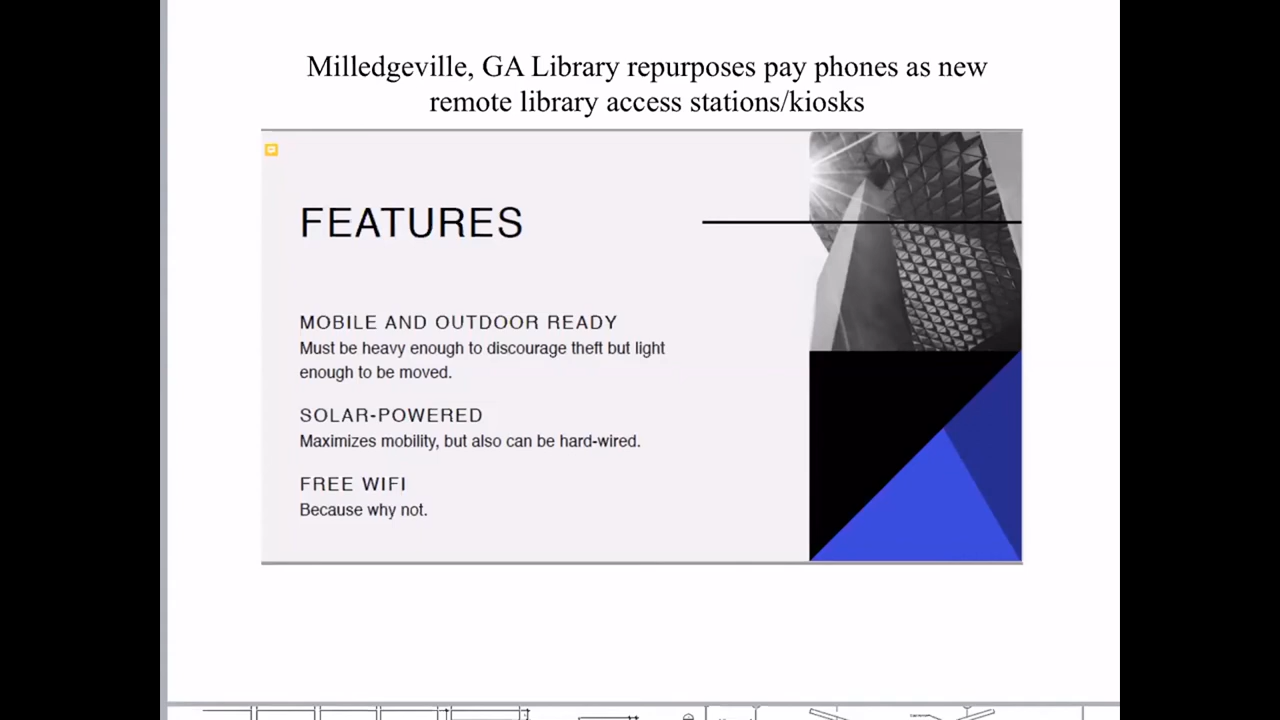 Milledgeville, GA Library repurposes pay phones as new
remote library access stations/kiosks
FEATURES
MOBILE AND OUTDOOR READY
Must be heavy enough to discourage theft but light
enough to be moved.
SOLAR-POWERED
Maximizes mobility, but also can be hard-wired.
FREE WIFI
Because why not.